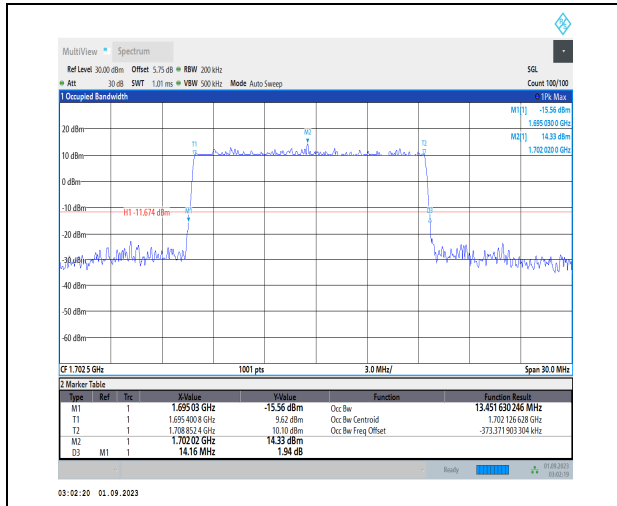 MultiView Spectrum
Ref Level 30.00 dBm Offset 5.75 dB RBW 200 kHz SGL
Att 30 dB SWT 1.01 ms VBW 500 kHz Mode Auto Sweep Count 100/100
1 Occupied Bandwidth 1Pk Max
M1[1] -15.56 dBm
1.695 030 0 GHz
M2[1] 14.33 dBm
1.702 020 0 GHz
20 dBm
M2
T1 T2
10 dBm
0 dBm
-10 dBm
H1 -11.674 dBm
M1 D3
-20 dBm
-30 dBm
-40 dBm
-50 dBm
-60 dBm
CF 1.702 5 GHz 1001 pts 3.0 MHz/ Span 30.0 MHz
2 Marker Table
Type Ref Trc X-Value Y-Value Function Function Result
M1 1 1.695 03 GHz -15.56 dBm Occ Bw 13.451 630 246 MHz
T1 1 1.695 400 8 GHz 9.62 dBm Occ Bw Centroid 1.702 126 628 GHz
T2 1 1.708 852 4 GHz 10.10 dBm Occ Bw Freq Offset -373.371 903 304 kHz
M2 1 1.702 02 GHz 14.33 dBm
D3 M1 1 14.16 MHz 1.94 dB
Ready 01.09.2023
03:02:19
03:02:20 01.09.2023